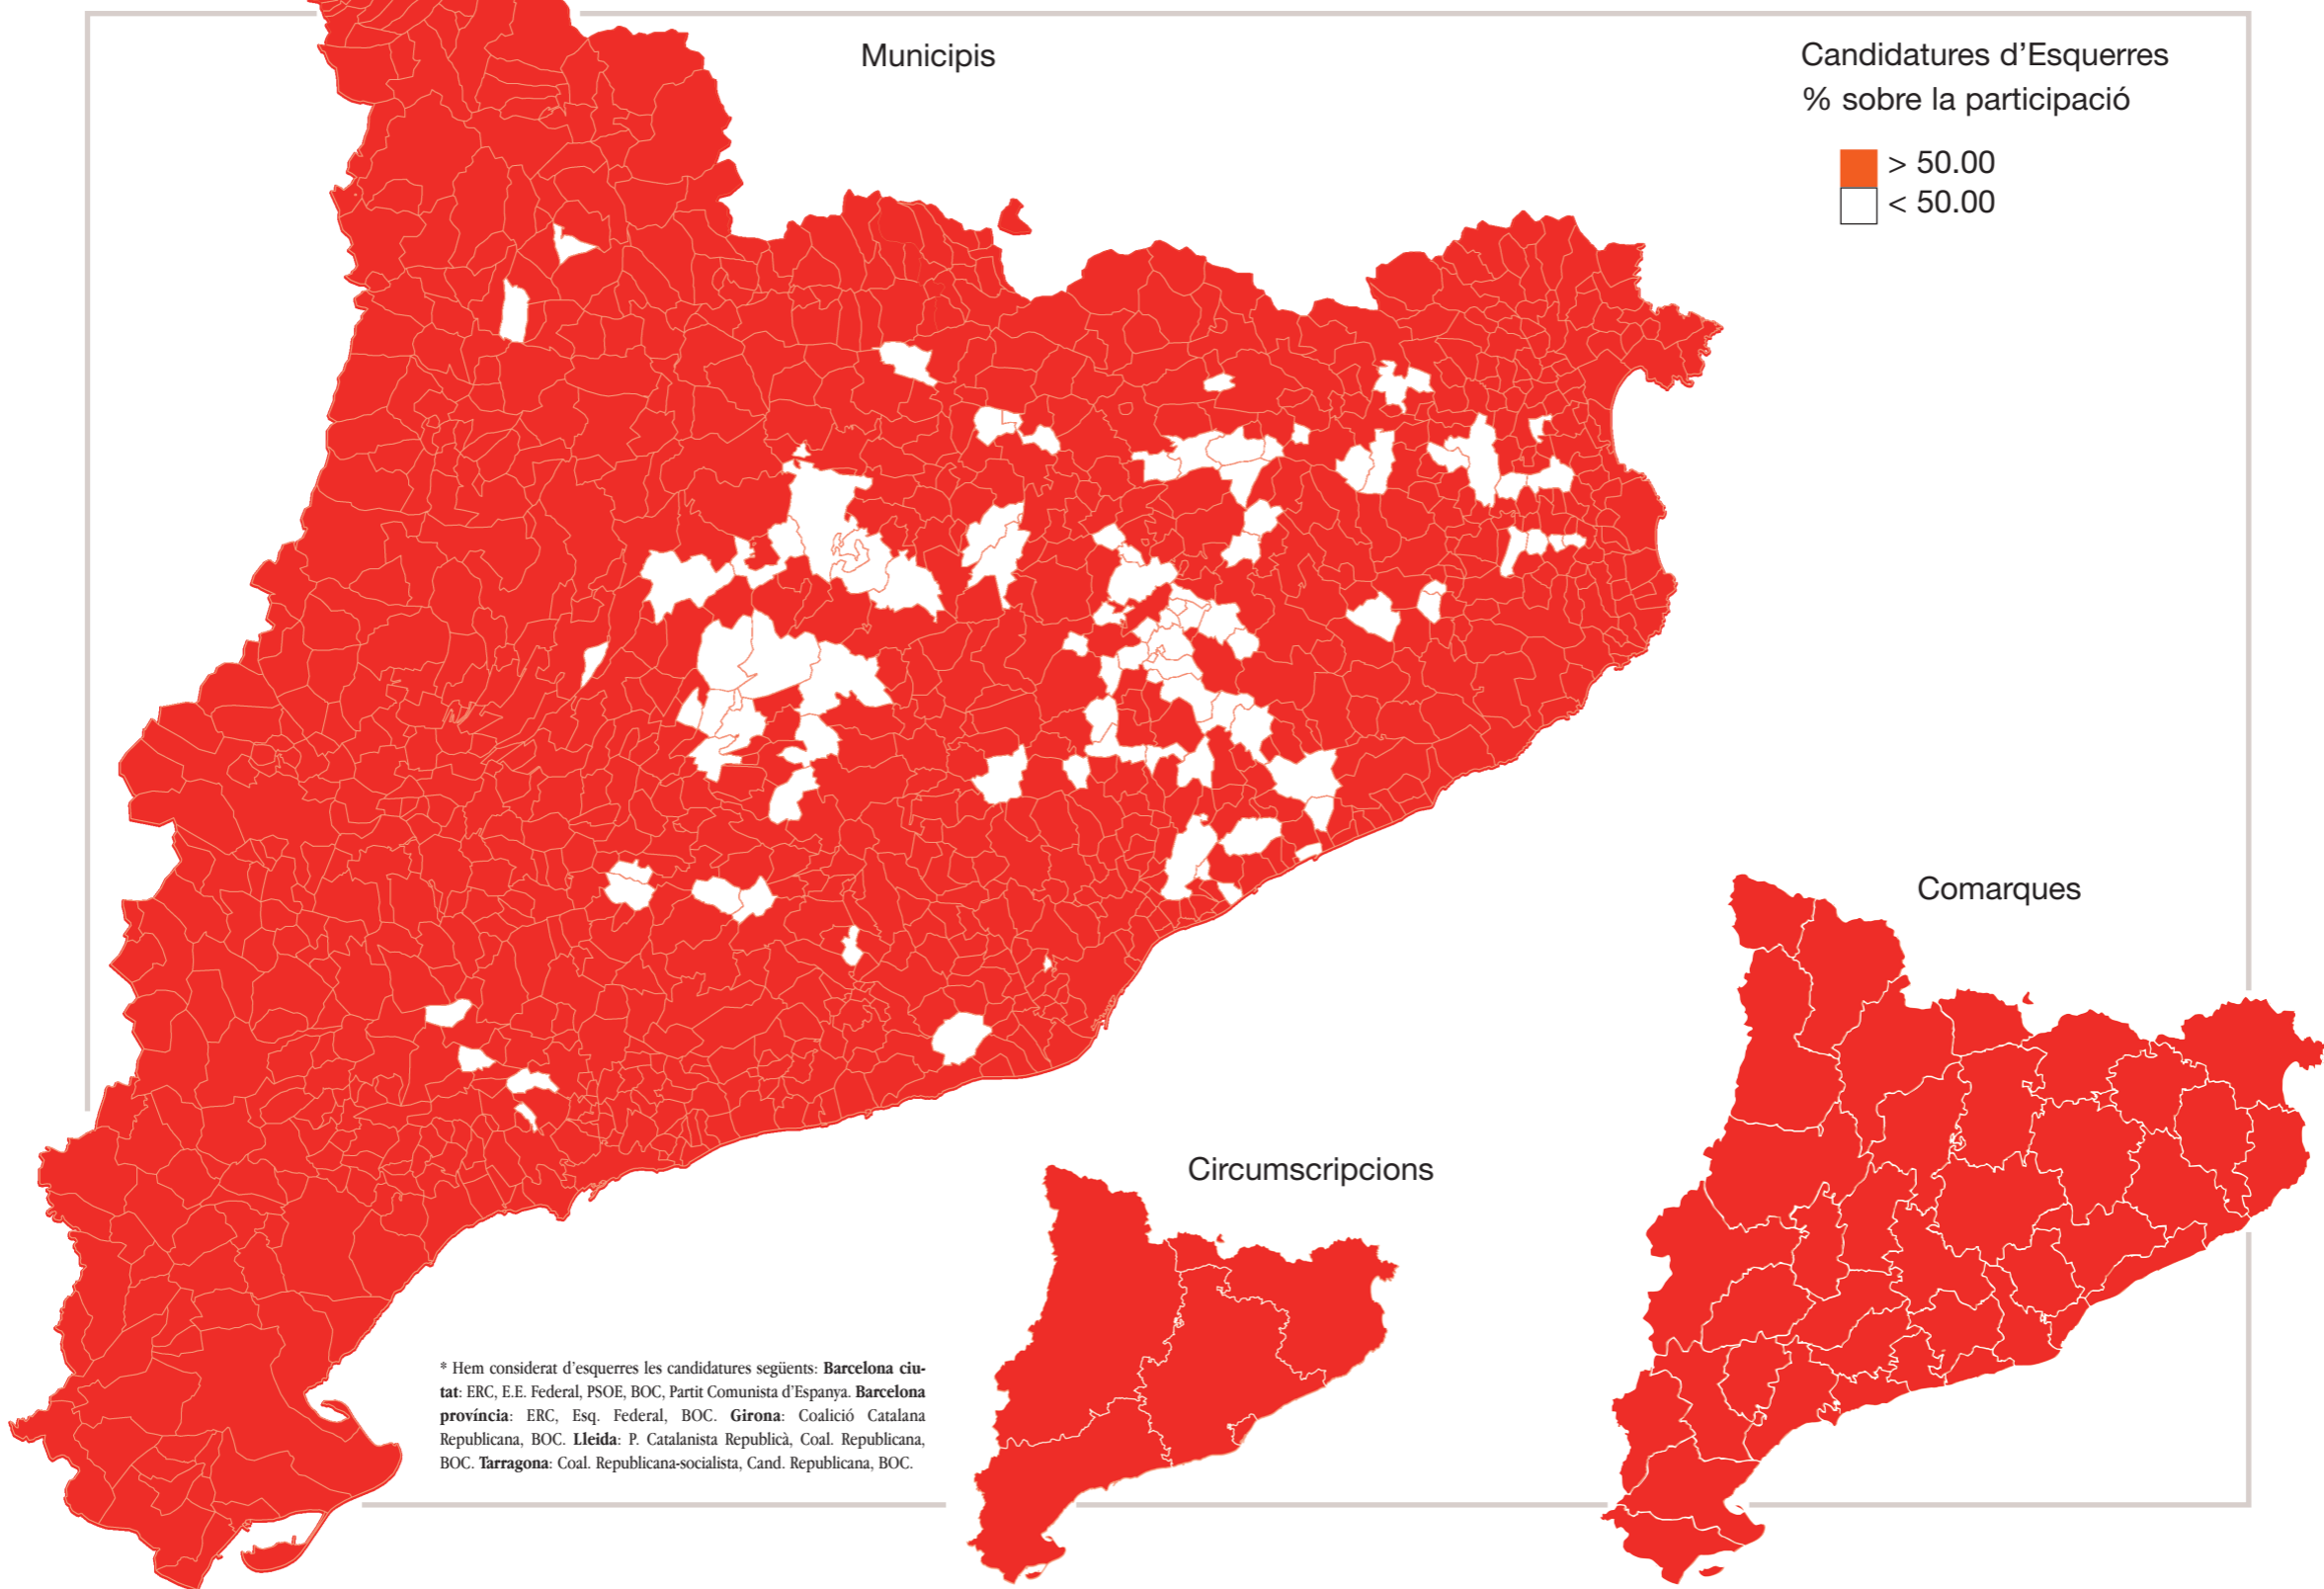 Municipis
Candidatures d’Esquerres
% sobre la participació
> 50.00
< 50.00
Comarques
Circumscripcions
* Hem considerat d’esquerres les candidatures següents: Barcelona ciu-
tat: ERC, E.E. Federal, PSOE, BOC, Partit Comunista d’Espanya. Barcelona
província: ERC, Esq. Federal, BOC. Girona: Coalició Catalana
Republicana, BOC. Lleida: P. Catalanista Republicà, Coal. Republicana,
BOC. Tarragona: Coal. Republicana-socialista, Cand. Republicana, BOC.